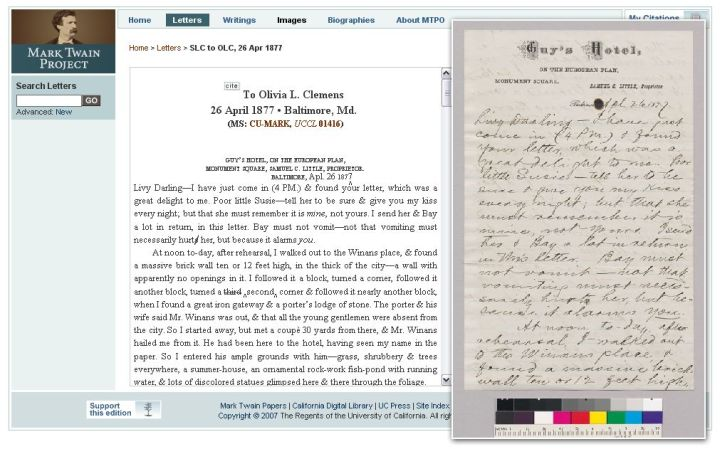 Home Letters Writings Images Biographies About MTPO
My Citations
MARK TWAIN
PROJECT
Home > Letters > SLC to OLC, 26 Apr 1877
Search Letters
GO
Advanced: New
cite
To Olivia L. Clemens
26 April 1877 • Baltimore, Md.
(MS: CU-MARK, UCCL 01416)
GUY'S HOTEL, ON THE EUROPEAN PLAN,
MONUMENT SQUARE, SAMUEL C. LITTLE, PROPRIETOR.
BALTIMORE, Apl. 26 1877
Livy Darling—I have just come in (4 P.M.) & found your letter, which was a
great delight to me. Poor little Susie—tell her to be sure & give you my kiss
every night; but that she must remember it is mine, not yours. I send her & Bay
a lot in return, in this letter. Bay must not vomit—not that vomiting must
necessarily hurt her, but because it alarms you.
At noon to-day, after rehearsal, I walked out to the Winans place, & found
a massive brick wall ten or 12 feet high, in the thick of the city—a wall with
apparently no openings in it. I followed it a block, turned a corner, followed it
another block, turned a third second corner & followed it nearly another block,
when I found a great iron gateway & a porter's lodge of stone. The porter & his
wife said Mr. Winans was out, & that all the young gentlemen were absent from
the city. So I started away, but met a coupé 30 yards from there, & Mr. Winans
hailed me from it. He had been here to the hotel, having seen my name in the
paper. So I entered his ample grounds with him—grass, shrubbery & trees
everywhere, a summer-house, an ornamental rock-work fish-pond with running
water, & lots of discolored statues glimpsed here & there through the foliage.
Guy's Hotel,
ON THE EUROPEAN PLAN,
MONUMENT SQUARE.
SAMUEL C. LITTLE, Proprietor
Apl. 26 1877
Livy Darling—I have just
come in (4 P.M.) & found
your letter, which was a
great delight to me. Poor
little Susie—tell her to be
sure & give you my kiss
every night; but that she
must remember it is
mine, not yours. I send
her & Bay a lot in return
in this letter. Bay must
not vomit—not that
vomiting must neces-
sarily hurt her, but be-
cause it alarms you.
At noon to-day, after
rehearsal, I walked out
to the Winans place &
found a massive brick
wall ten or 12 feet high,
Support
this edition
Mark Twain Papers | California Digital Library | UC Press | Site Index
Copyright © 2007 The Regents of the University of California. All righ